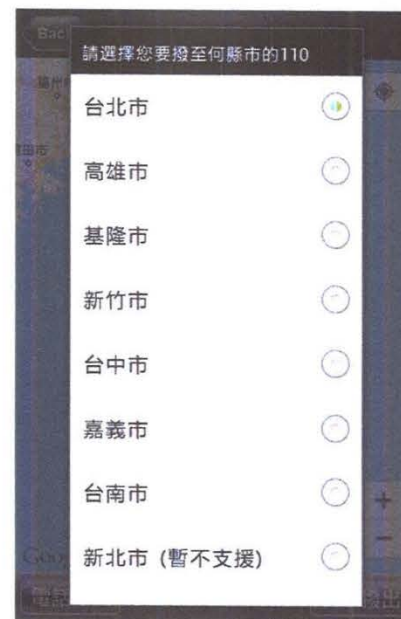 Bac
請選擇您要撥至何縣市的110
台北市
高雄市
基隆市
新竹市
台中市
嘉義市
台南市
新北市 (暫不支援)
+
−
Goo